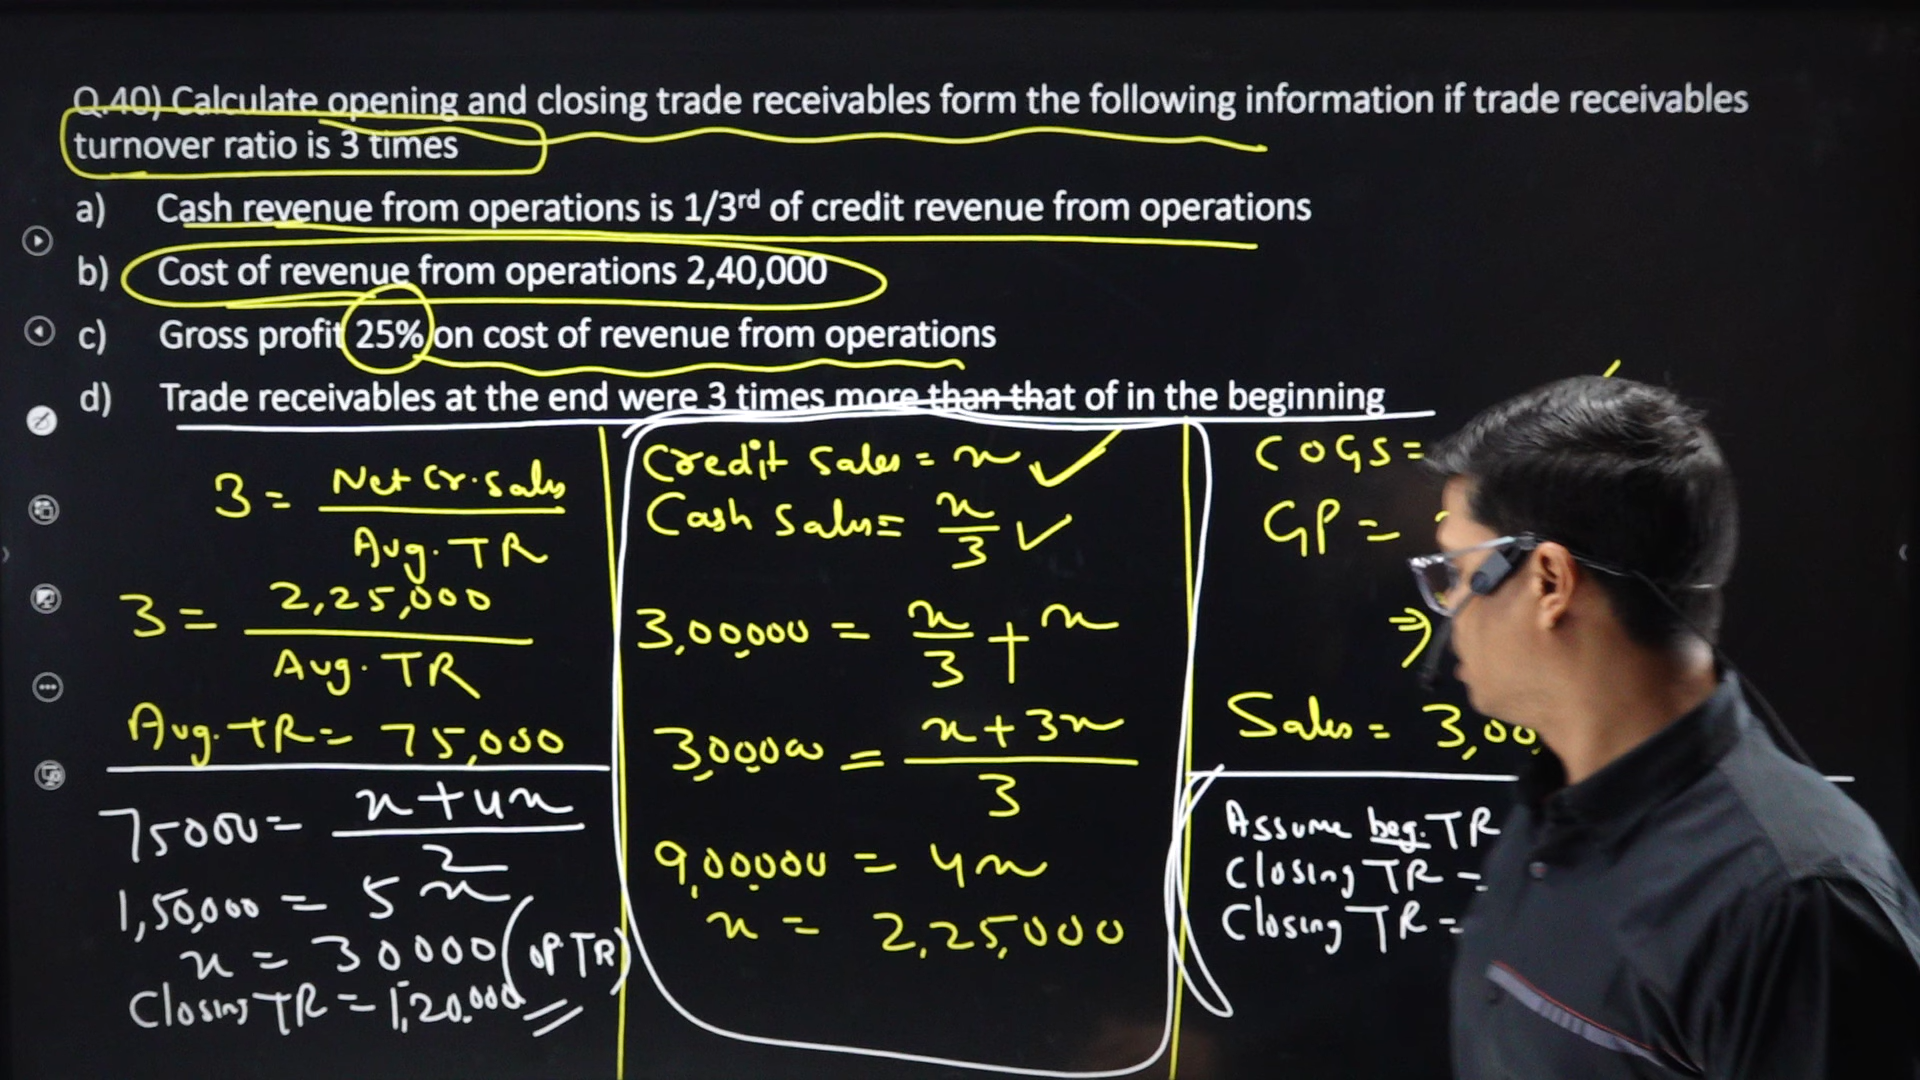 Q.40) Calculate opening and closing trade receivables form the following information if trade receivables
turnover ratio is 3 times
a) Cash revenue from operations is 1/3rd of credit revenue from operations
b) Cost of revenue from operations 2,40,000
c) Gross profit 25% on cost of revenue from operations
d) Trade receivables at the end were 3 times more than that of in the beginning
3 = Net Cr. Sales
Avg. TR
3 = 2,25,000
Avg. TR
Avg. TR = 75,000
75000 = x + 4x
2
1,50,000 = 5x
x = 30000 (op. TR)
Closing TR = 1,20,000
Credit Sales = x ✓
Cash Sales = x/3 ✓
3,00,000 = x/3 + x
3,00,000 = x + 3x
3
9,00,000 = 4x
x = 2,25,000
COGS =
GP =
⇒
Sales = 3,00,
Assume beg. TR
Closing TR =
Closing TR =